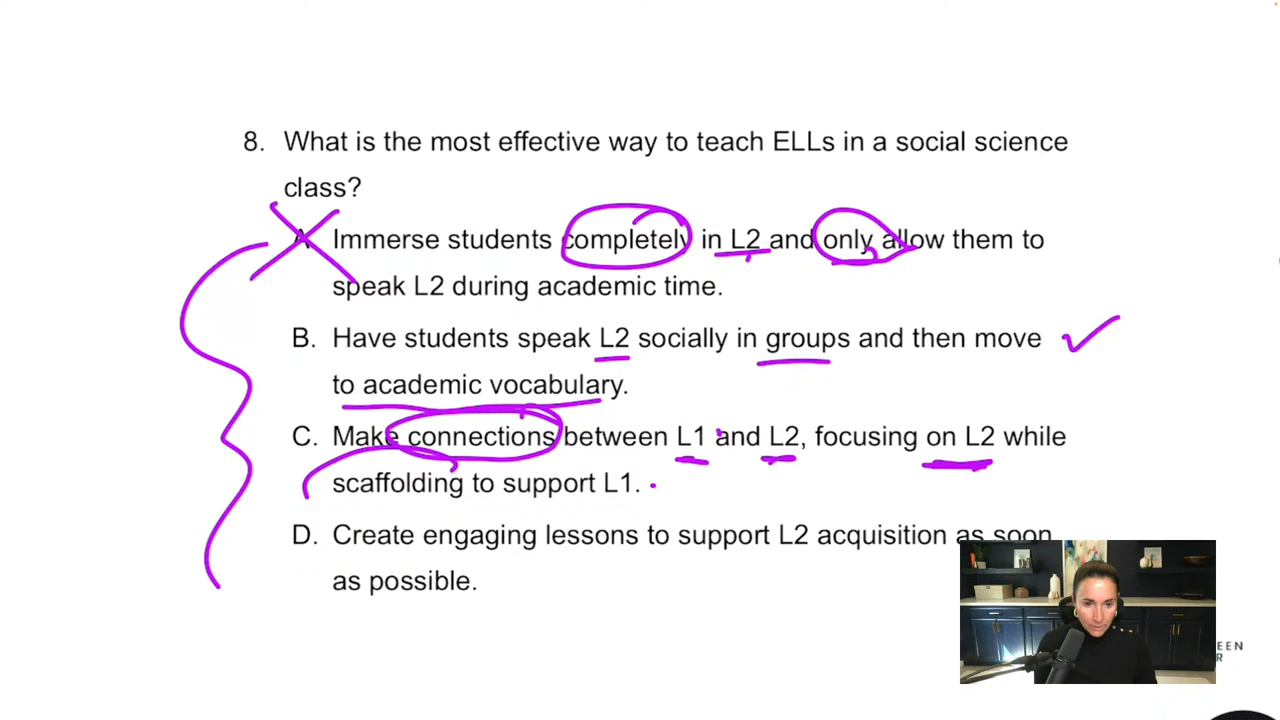 8. What is the most effective way to teach ELLs in a social science
class?
A. Immerse students completely in L2 and only allow them to
speak L2 during academic time.
B. Have students speak L2 socially in groups and then move
to academic vocabulary.
C. Make connections between L1 and L2, focusing on L2 while
scaffolding to support L1.
D. Create engaging lessons to support L2 acquisition as soon
as possible.